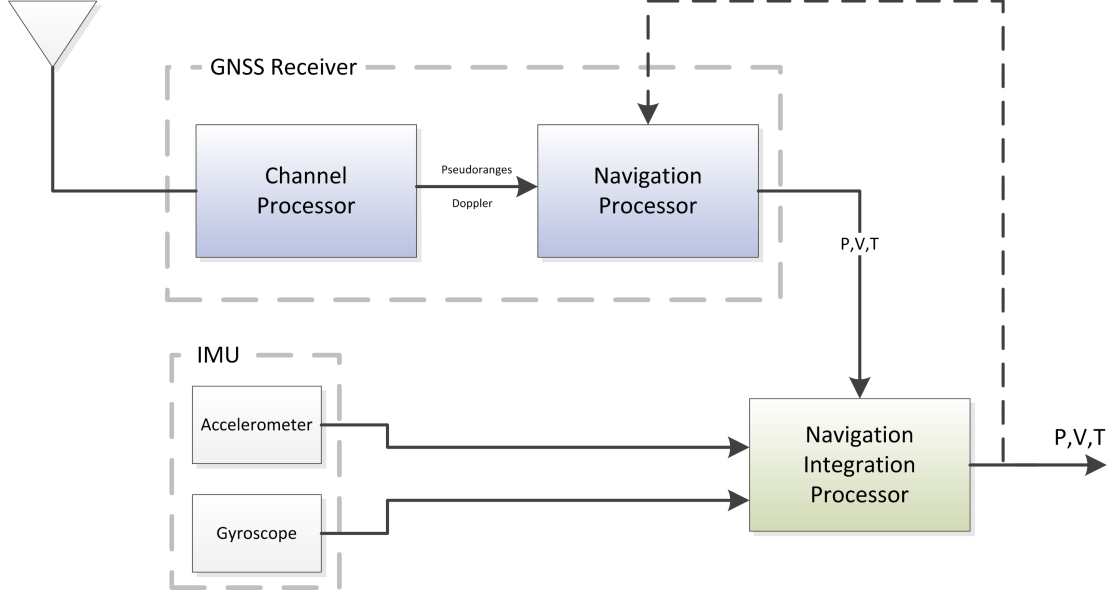 GNSS Receiver
Channel
Processor
Pseudoranges
Doppler
Navigation
Processor
P,V,T
IMU
Accelerometer
Gyroscope
Navigation
Integration
Processor
P,V,T